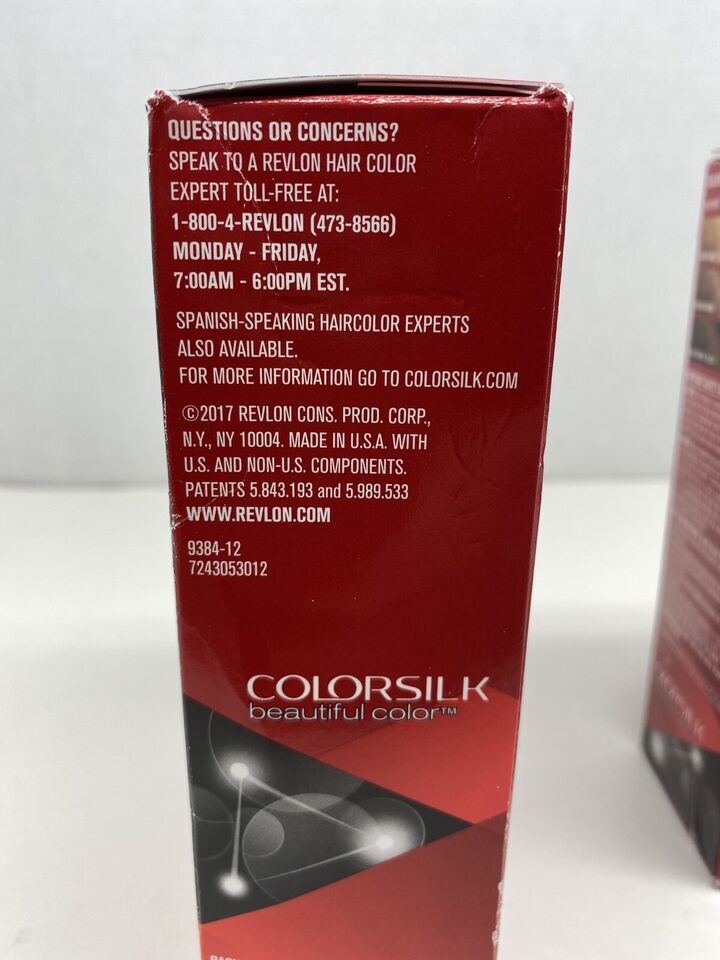 QUESTIONS OR CONCERNS?
SPEAK TO A REVLON HAIR COLOR
EXPERT TOLL-FREE AT:
1-800-4-REVLON (473-8566)
MONDAY - FRIDAY,
7:00AM - 6:00PM EST.
SPANISH-SPEAKING HAIRCOLOR EXPERTS
ALSO AVAILABLE.
FOR MORE INFORMATION GO TO COLORSILK.COM
©2017 REVLON CONS. PROD. CORP.,
N.Y., NY 10004. MADE IN U.S.A. WITH
U.S. AND NON-U.S. COMPONENTS.
PATENTS 5.843.193 and 5.989.533
WWW.REVLON.COM
9384-12
7243053012
COLORSILK
beautiful color™